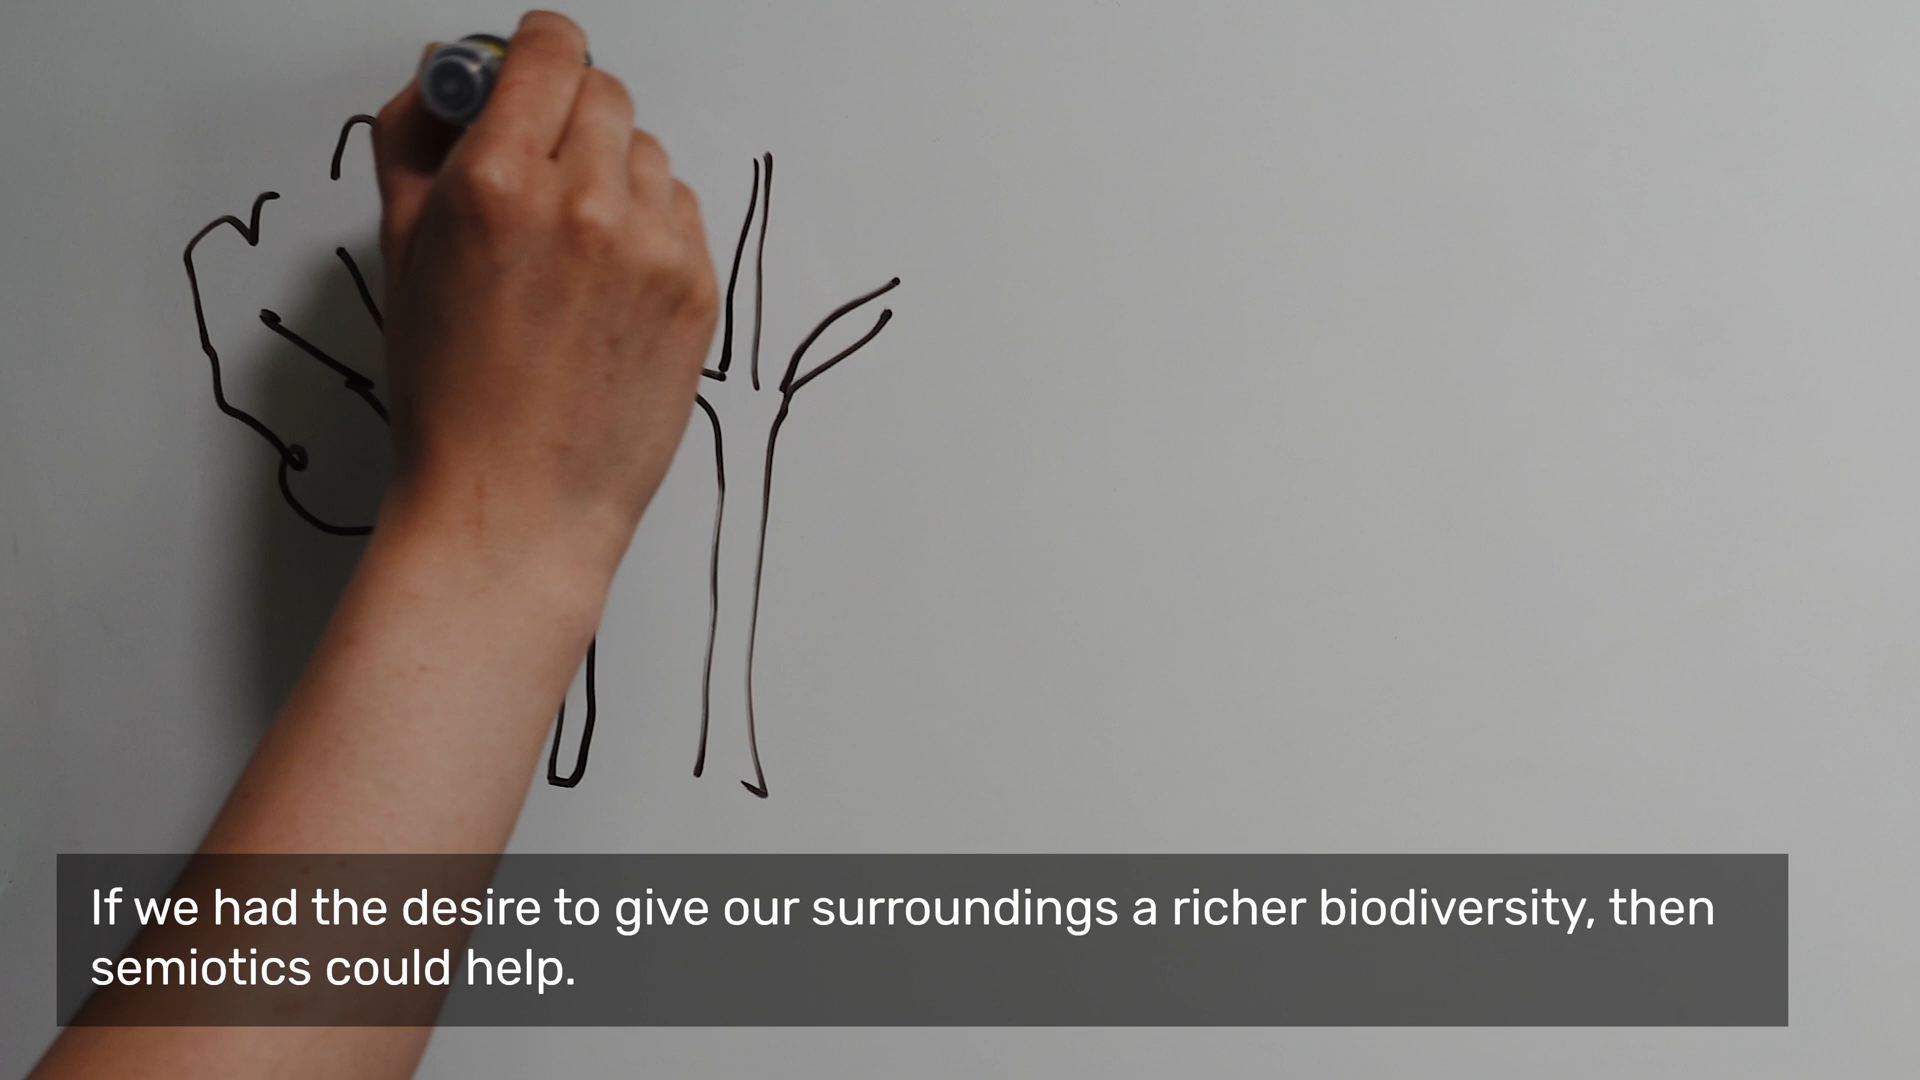 If we had the desire to give our surroundings a richer biodiversity, then
semiotics could help.